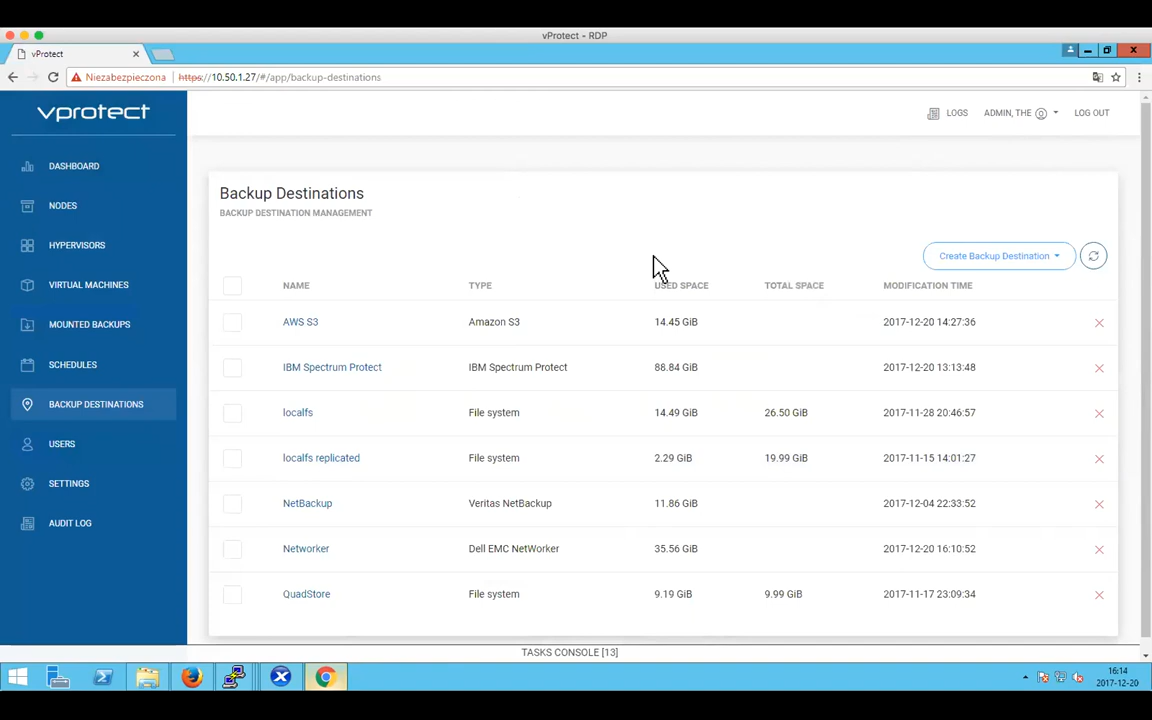 vProtect - RDP
vProtect
Niezabezpieczona https://10.50.1.27/#/app/backup-destinations
vprotect
LOGS ADMIN, THE LOG OUT
DASHBOARD
NODES
HYPERVISORS
VIRTUAL MACHINES
MOUNTED BACKUPS
SCHEDULES
BACKUP DESTINATIONS
USERS
SETTINGS
AUDIT LOG
Backup Destinations
BACKUP DESTINATION MANAGEMENT
Create Backup Destination
NAME TYPE USED SPACE TOTAL SPACE MODIFICATION TIME
AWS S3 Amazon S3 14.45 GiB 2017-12-20 14:27:36
IBM Spectrum Protect IBM Spectrum Protect 88.84 GiB 2017-12-20 13:13:48
localfs File system 14.49 GiB 26.50 GiB 2017-11-28 20:46:57
localfs replicated File system 2.29 GiB 19.99 GiB 2017-11-15 14:01:27
NetBackup Veritas NetBackup 11.86 GiB 2017-12-04 22:33:52
Networker Dell EMC NetWorker 35.56 GiB 2017-12-20 16:10:52
QuadStore File system 9.19 GiB 9.99 GiB 2017-11-17 23:09:34
TASKS CONSOLE [13]
16:14
2017-12-20